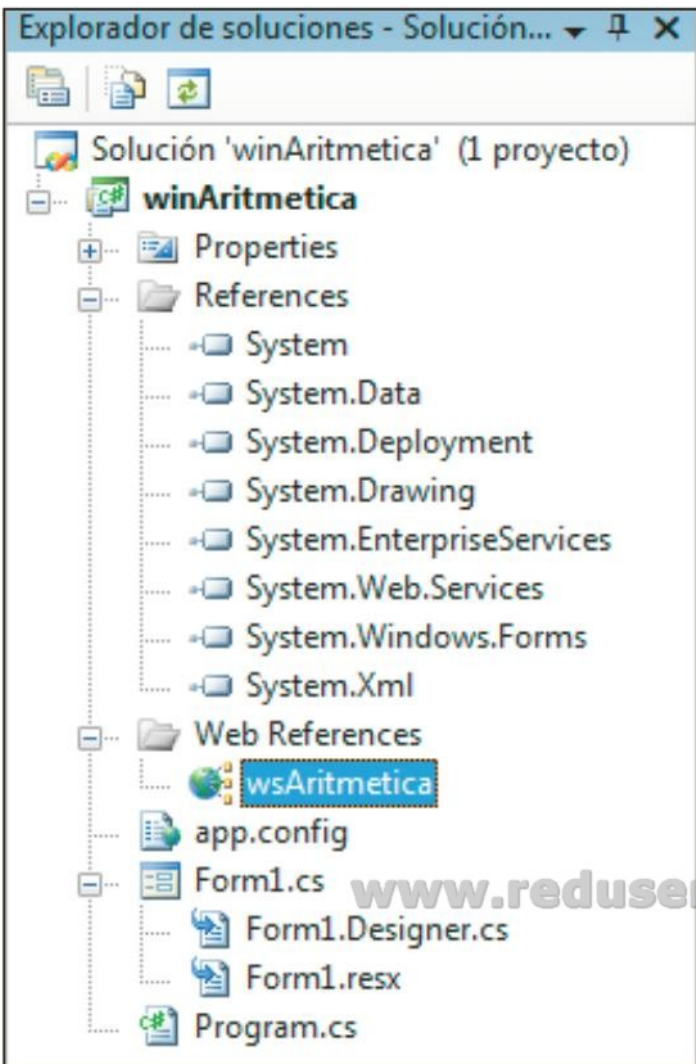 Explorador de soluciones - Solución...
Solución 'winAritmetica' (1 proyecto)
winAritmetica
Properties
References
System
System.Data
System.Deployment
System.Drawing
System.EnterpriseServices
System.Web.Services
System.Windows.Forms
System.Xml
Web References
wsAritmetica
app.config
Form1.cs
www.reduser
Form1.Designer.cs
Form1.resx
Program.cs